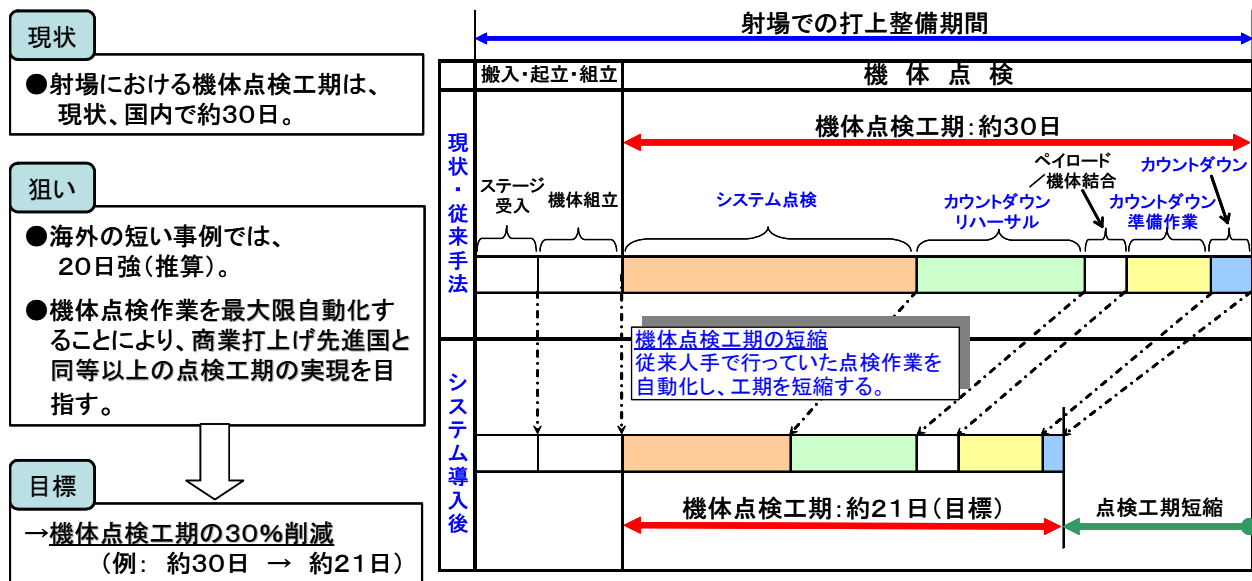 現状
●射場における機体点検工期は、
現状、国内で約30日。
狙い
●海外の短い事例では、
20日強(推算)。
●機体点検作業を最大限自動化す
ることにより、商業打上げ先進国と
同等以上の点検工期の実現を目
指す。
目標
→機体点検工期の30%削減
(例: 約30日 → 約21日)
射場での打上整備期間
搬入・起立・組立
機体点検
現状・従来手法
機体点検工期:約30日
ステージ
受入
機体組立
システム点検
カウントダウン
リハーサル
ペイロード
/機体結合
カウントダウン
準備作業
カウントダウン
機体点検工期の短縮
従来人手で行っていた点検作業を
自動化し、工期を短縮する。
システム導入後
機体点検工期:約21日(目標)
点検工期短縮